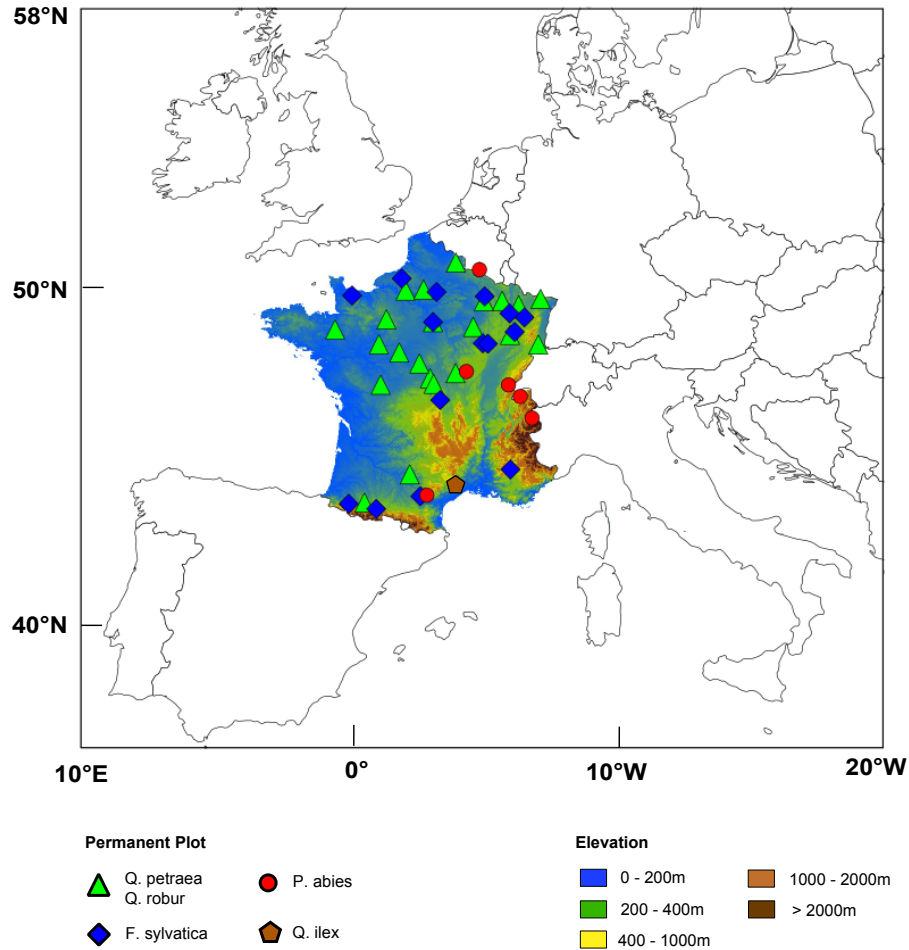 58°N
50°N
40°N
10°E
0°
10°W
20°W
Permanent Plot
Q. petraea
Q. robur
P. abies
F. sylvatica
Q. ilex
Elevation
0 - 200m
1000 - 2000m
200 - 400m
> 2000m
400 - 1000m